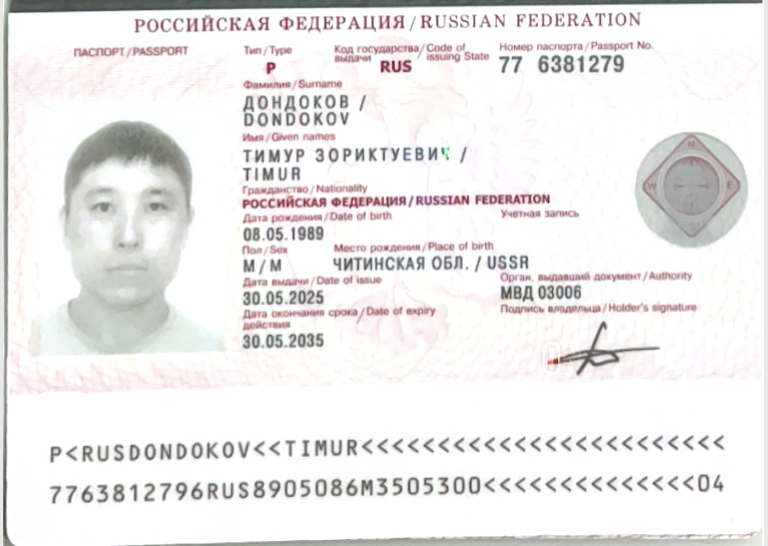 РОССИЙСКАЯ ФЕДЕРАЦИЯ / RUSSIAN FEDERATION
ПАСПОРТ / PASSPORT
Тип / Type
P
Код государства / Code of
выдачи issuing State
RUS
Номер паспорта / Passport No.
77 6381279
Фамилия / Surname
ДОНДОКОВ /
DONDOKOV
Имя / Given names
ТИМУР ЗОРИКТУЕВИЧ /
TIMUR
Гражданство / Nationality
РОССИЙСКАЯ ФЕДЕРАЦИЯ / RUSSIAN FEDERATION
Дата рождения / Date of birth
Учетная запись
08.05.1989
Пол / Sex
Место рождения / Place of birth
М / M
ЧИТИНСКАЯ ОБЛ. / USSR
Дата выдачи / Date of issue
Орган, выдавший документ / Authority
30.05.2025
МВД 03006
Дата окончания срока / Date of expiry
действия
Подпись владельца / Holder's signature
30.05.2035
N
W
E
P<RUSDONDOKOV<<TIMUR<<<<<<<<<<<<<<<<<<<<<<<<
7763812796RUS8905086M3505300<<<<<<<<<<<<<<04